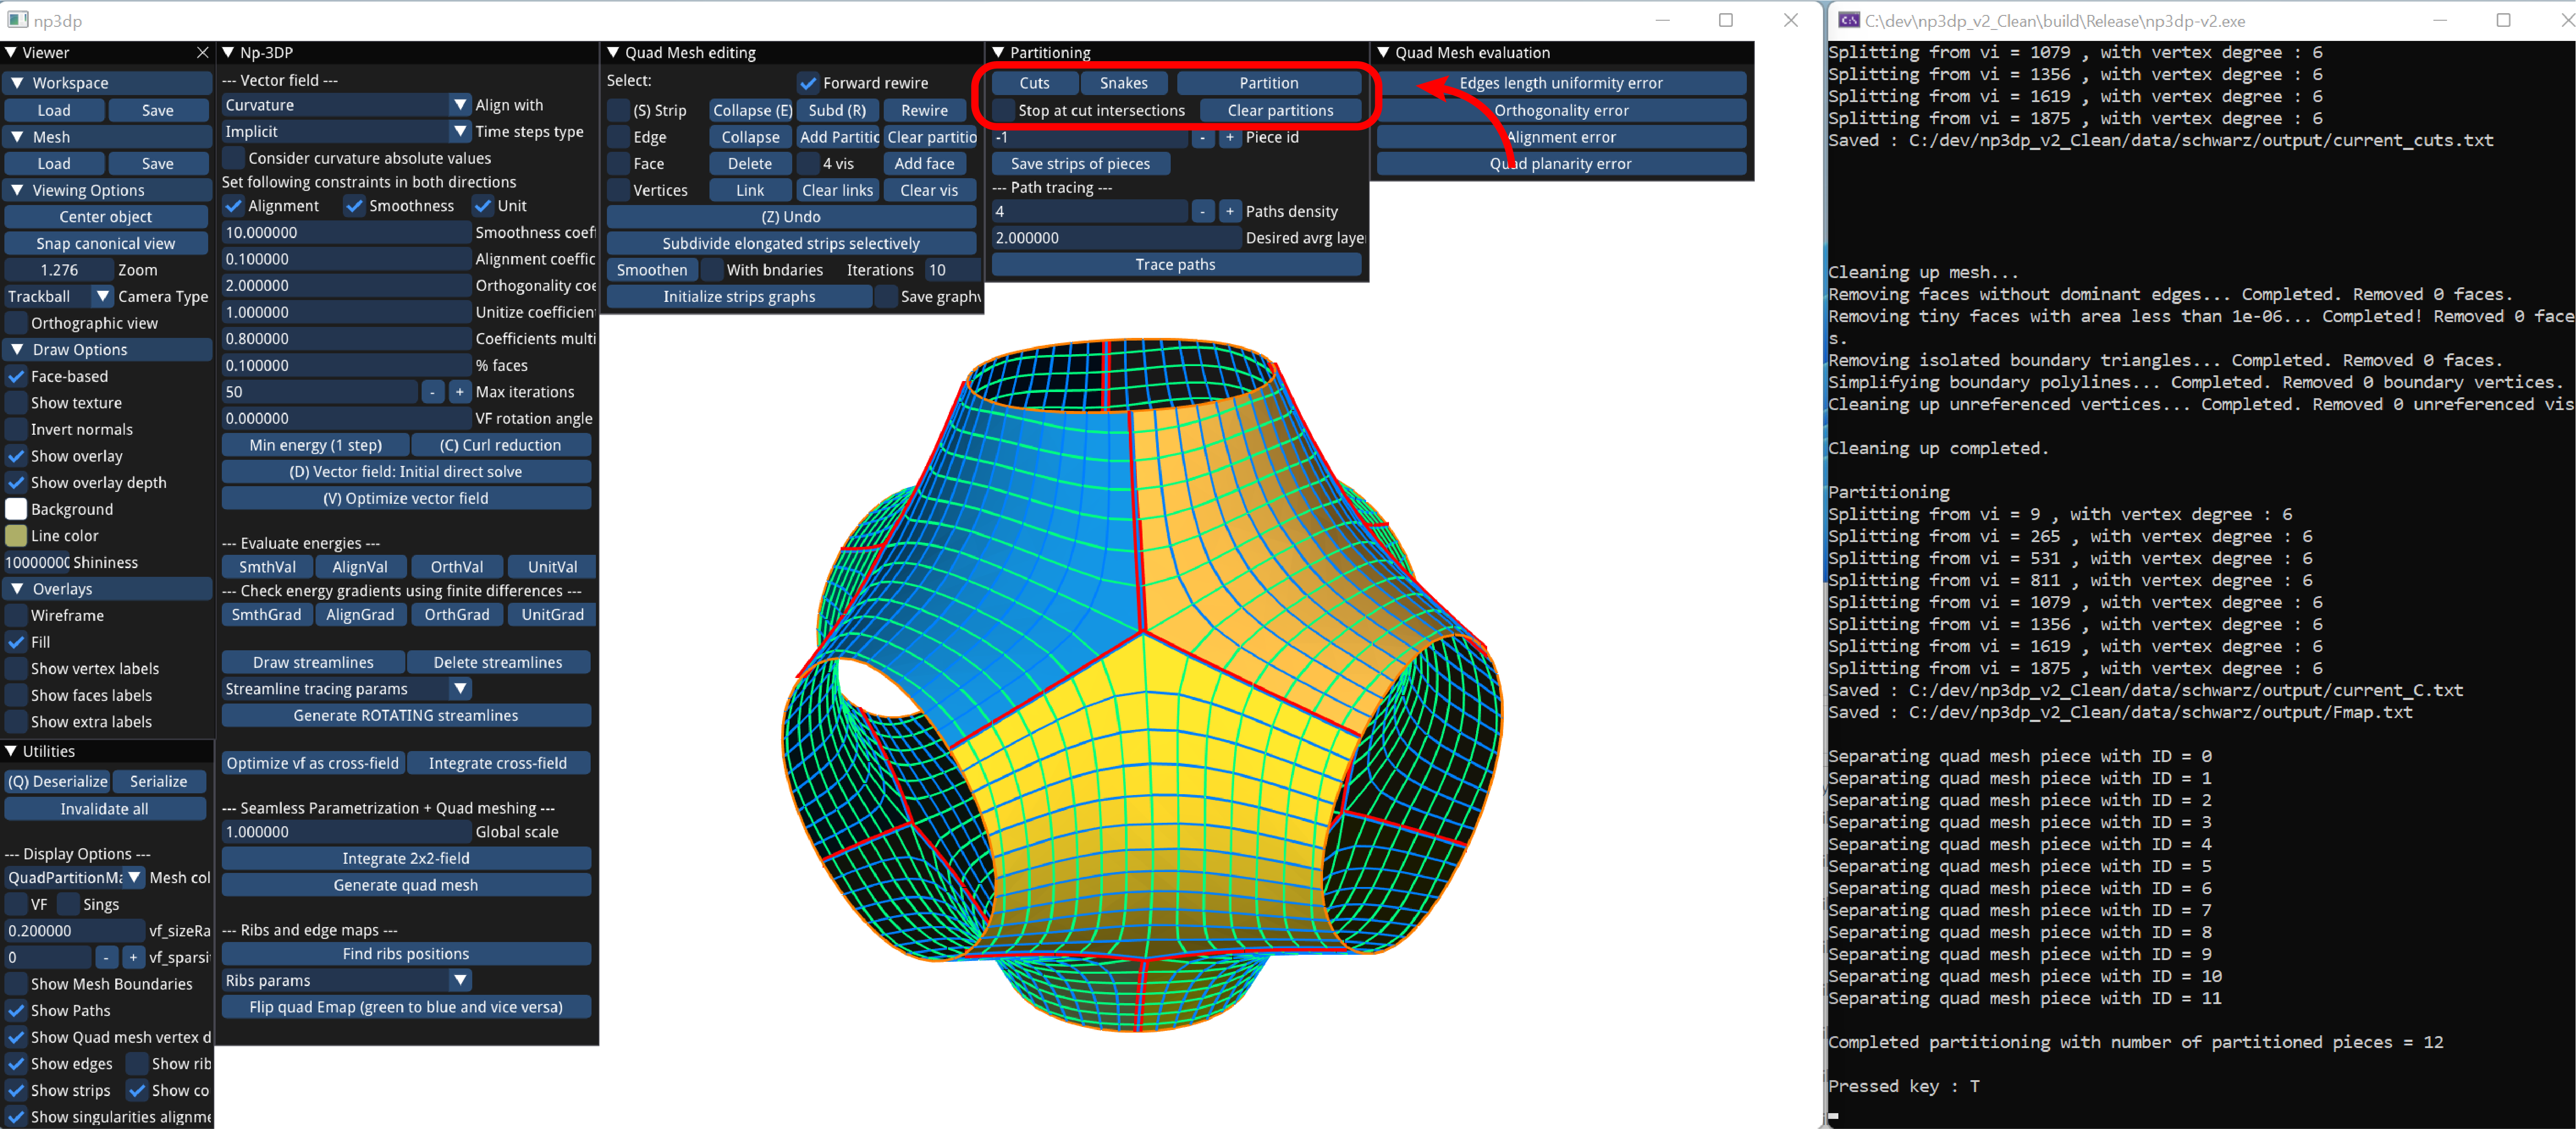 np3dp
Viewer
Workspace
Load Save
Mesh
Load Save
Viewing Options
Center object
Snap canonical view
1.276 Zoom
Trackball Camera Type
Orthographic view
Draw Options
Face-based
Show texture
Invert normals
Show overlay
Show overlay depth
Background
Line color
10000000 Shininess
Overlays
Wireframe
Fill
Show vertex labels
Show faces labels
Show extra labels
Utilities
(Q) Deserialize Serialize
Invalidate all
--- Display Options ---
QuadPartitionMa Mesh col
VF Sings
0.200000 vf_sizeRa
0 - + vf_sparsi
Show Mesh Boundaries
Show Paths
Show Quad mesh vertex d
Show edges Show rib
Show strips Show co
Show singularities alignme
Np-3DP
--- Vector field ---
Curvature Align with
Implicit Time steps type
Consider curvature absolute values
Set following constraints in both directions
Alignment Smoothness Unit
10.000000 Smoothness coef
0.100000 Alignment coeffic
2.000000 Orthogonality coe
1.000000 Unitize coefficien
0.800000 Coefficients multi
0.100000 % faces
50 - + Max iterations
0.000000 VF rotation angle
Min energy (1 step) (C) Curl reduction
(D) Vector field: Initial direct solve
(V) Optimize vector field
--- Evaluate energies ---
SmthVal AlignVal OrthVal UnitVal
--- Check energy gradients using finite differences ---
SmthGrad AlignGrad OrthGrad UnitGrad
Draw streamlines Delete streamlines
Streamline tracing params
Generate ROTATING streamlines
Optimize vf as cross-field Integrate cross-field
--- Seamless Parametrization + Quad meshing ---
1.000000 Global scale
Integrate 2x2-field
Generate quad mesh
--- Ribs and edge maps ---
Find ribs positions
Ribs params
Flip quad Emap (green to blue and vice versa)
Quad Mesh editing
Select: Forward rewire
(S) Strip Collapse (E) Subd (R) Rewire
Edge Collapse Add Partitic Clear partitio
Face Delete 4 vis Add face
Vertices Link Clear links Clear vis
(Z) Undo
Subdivide elongated strips selectively
Smoothen With bndaries Iterations 10
Initialize strips graphs Save graphv
Partitioning
Cuts Snakes Partition
Stop at cut intersections Clear partitions
-1 - + Piece id
Save strips of pieces
--- Path tracing ---
4 - + Paths density
2.000000 Desired avrg laye
Trace paths
Quad Mesh evaluation
Edges length uniformity error
Orthogonality error
Alignment error
Quad planarity error
C:\dev\np3dp_v2_Clean\build\Release\np3dp-v2.exe
Splitting from vi = 1079 , with vertex degree : 6
Splitting from vi = 1356 , with vertex degree : 6
Splitting from vi = 1619 , with vertex degree : 6
Splitting from vi = 1875 , with vertex degree : 6
Saved : C:/dev/np3dp_v2_Clean/data/schwarz/output/current_cuts.txt
Cleaning up mesh...
Removing faces without dominant edges... Completed. Removed 0 faces.
Removing tiny faces with area less than 1e-06... Completed! Removed 0 face
s.
Removing isolated boundary triangles... Completed. Removed 0 faces.
Simplifying boundary polylines... Completed. Removed 0 boundary vertices.
Cleaning up unreferenced vertices... Completed. Removed 0 unreferenced vis
Cleaning up completed.
Partitioning
Splitting from vi = 9 , with vertex degree : 6
Splitting from vi = 265 , with vertex degree : 6
Splitting from vi = 531 , with vertex degree : 6
Splitting from vi = 811 , with vertex degree : 6
Splitting from vi = 1079 , with vertex degree : 6
Splitting from vi = 1356 , with vertex degree : 6
Splitting from vi = 1619 , with vertex degree : 6
Splitting from vi = 1875 , with vertex degree : 6
Saved : C:/dev/np3dp_v2_Clean/data/schwarz/output/current_C.txt
Saved : C:/dev/np3dp_v2_Clean/data/schwarz/output/Fmap.txt
Separating quad mesh piece with ID = 0
Separating quad mesh piece with ID = 1
Separating quad mesh piece with ID = 2
Separating quad mesh piece with ID = 3
Separating quad mesh piece with ID = 4
Separating quad mesh piece with ID = 5
Separating quad mesh piece with ID = 6
Separating quad mesh piece with ID = 7
Separating quad mesh piece with ID = 8
Separating quad mesh piece with ID = 9
Separating quad mesh piece with ID = 10
Separating quad mesh piece with ID = 11
Completed partitioning with number of partitioned pieces = 12
Pressed key : T